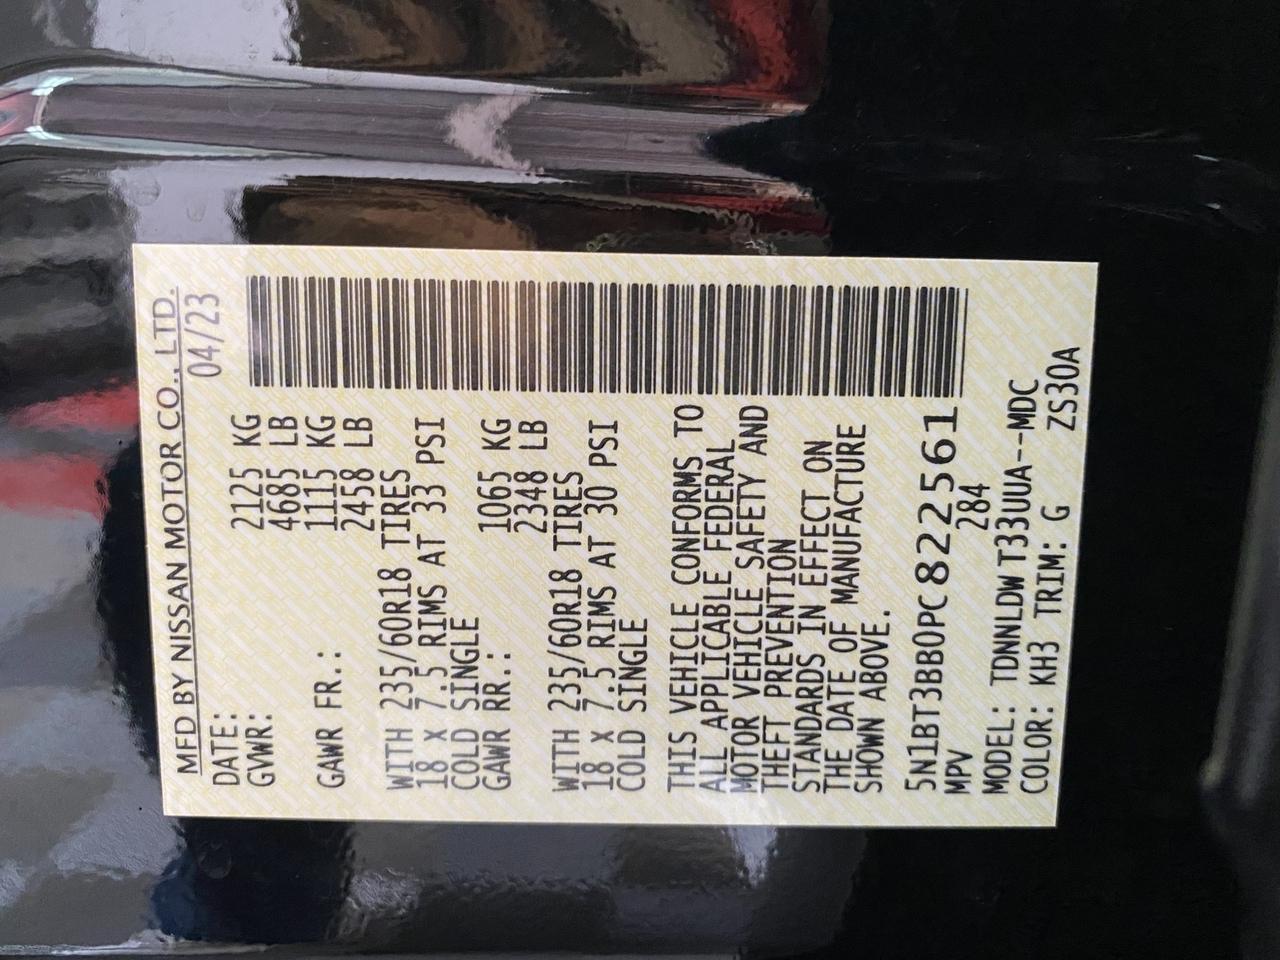 MFD BY NISSAN MOTOR CO., LTD.
DATE: 04/23
GVWR: 2125 KG
4685 LB
GAWR FR.: 1115 KG
2458 LB
WITH 235/60R18 TIRES
18 x 7.5 RIMS AT 33 PSI
COLD SINGLE
GAWR RR.: 1065 KG
2348 LB
WITH 235/60R18 TIRES
18 x 7.5 RIMS AT 30 PSI
COLD SINGLE
THIS VEHICLE CONFORMS TO
ALL APPLICABLE FEDERAL
MOTOR VEHICLE SAFETY AND
THEFT PREVENTION
STANDARDS IN EFFECT ON
THE DATE OF MANUFACTURE
SHOWN ABOVE.
5N1BT3BB0PC822561
MPV 284
MODEL: TDNNLDW T33UUA--MDC
COLOR: KH3 TRIM: G ZS30A